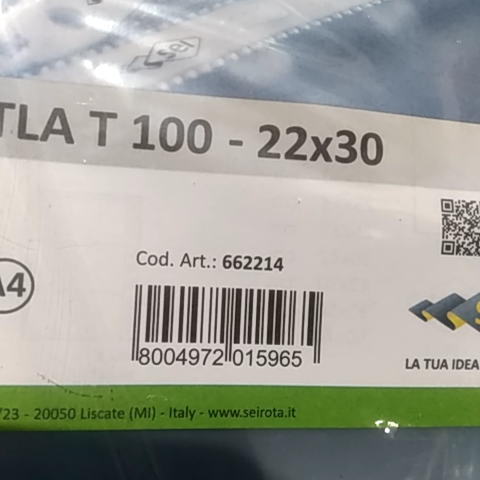 sei
TLA T 100 - 22x30
Cod. Art.: 662214
A4
8004972 015965
LA TUA IDEA
/23 - 20050 Liscate (MI) - Italy - www.seirota.it